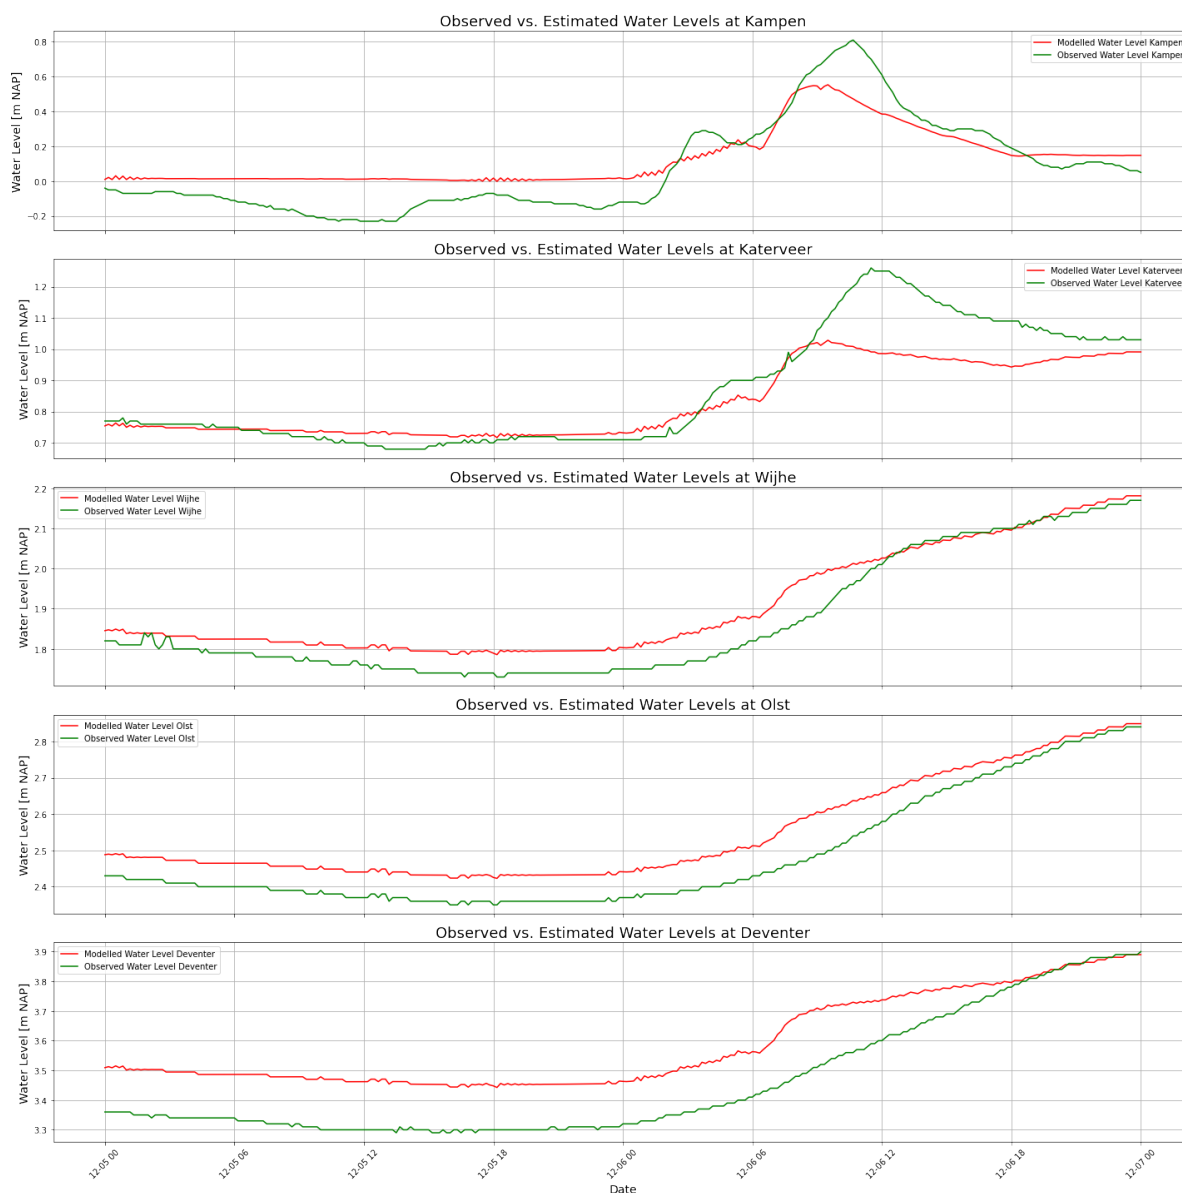 Observed vs. Estimated Water Levels at Kampen
Water Level [m NAP]
0.8
0.6
0.4
0.2
0.0
−0.2
Modelled Water Level Kampen
Observed Water Level Kampen
Observed vs. Estimated Water Levels at Katerveer
Water Level [m NAP]
1.2
1.1
1.0
0.9
0.8
0.7
Modelled Water Level Katerveer
Observed Water Level Katerveer
Observed vs. Estimated Water Levels at Wijhe
Water Level [m NAP]
2.2
2.1
2.0
1.9
1.8
Modelled Water Level Wijhe
Observed Water Level Wijhe
Observed vs. Estimated Water Levels at Olst
Water Level [m NAP]
2.8
2.7
2.6
2.5
2.4
Modelled Water Level Olst
Observed Water Level Olst
Observed vs. Estimated Water Levels at Deventer
Water Level [m NAP]
3.9
3.8
3.7
3.6
3.5
3.4
3.3
Modelled Water Level Deventer
Observed Water Level Deventer
12-05 00
12-05 06
12-05 12
12-05 18
12-06 00
12-06 06
12-06 12
12-06 18
12-07 00
Date